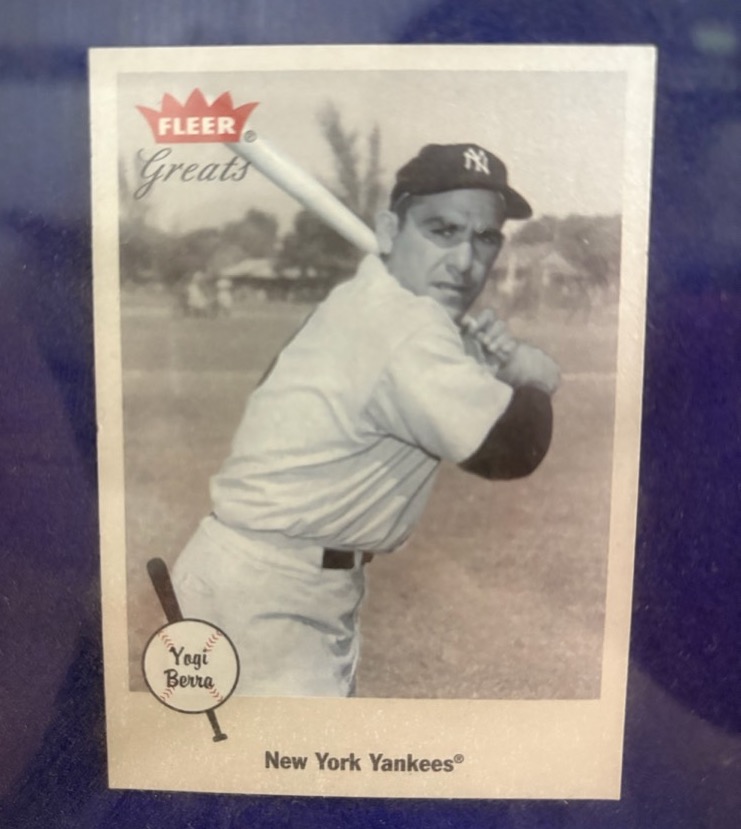 FLEER®
Greats
NY
Yogi
Berra
New York Yankees®